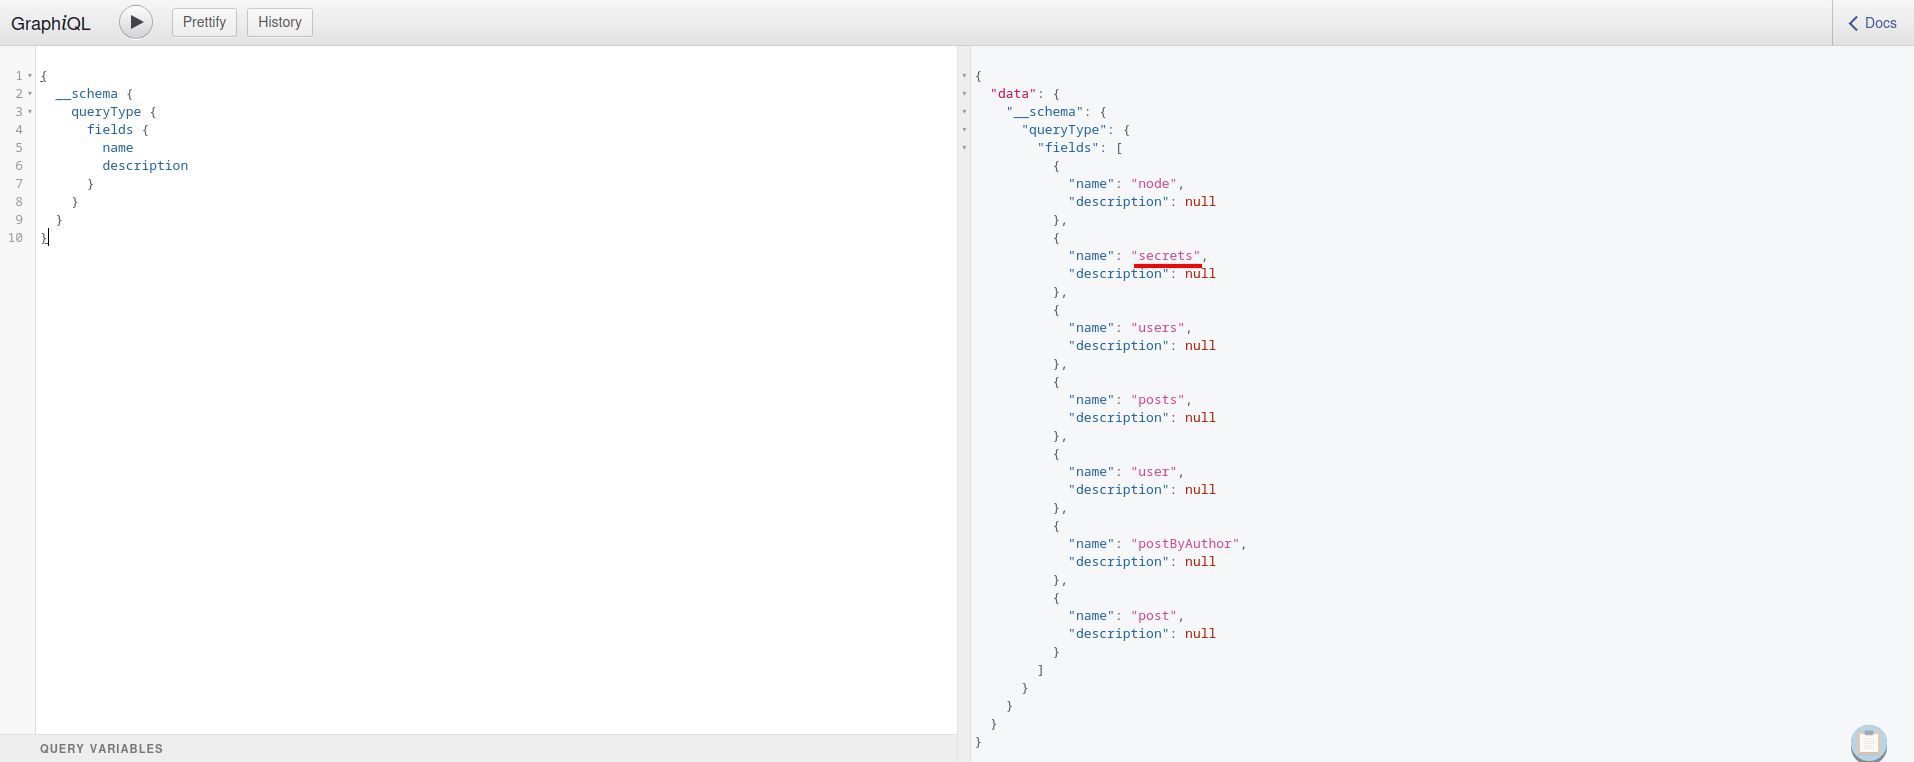 GraphiQL Prettify History Docs
1 {
2   __schema {
3     queryType {
4       fields {
5         name
6         description
7       }
8     }
9   }
10 }
QUERY VARIABLES
{
  "data": {
    "__schema": {
      "queryType": {
        "fields": [
          {
            "name": "node",
            "description": null
          },
          {
            "name": "secrets",
            "description": null
          },
          {
            "name": "users",
            "description": null
          },
          {
            "name": "posts",
            "description": null
          },
          {
            "name": "user",
            "description": null
          },
          {
            "name": "postByAuthor",
            "description": null
          },
          {
            "name": "post",
            "description": null
          }
        ]
      }
    }
  }
}